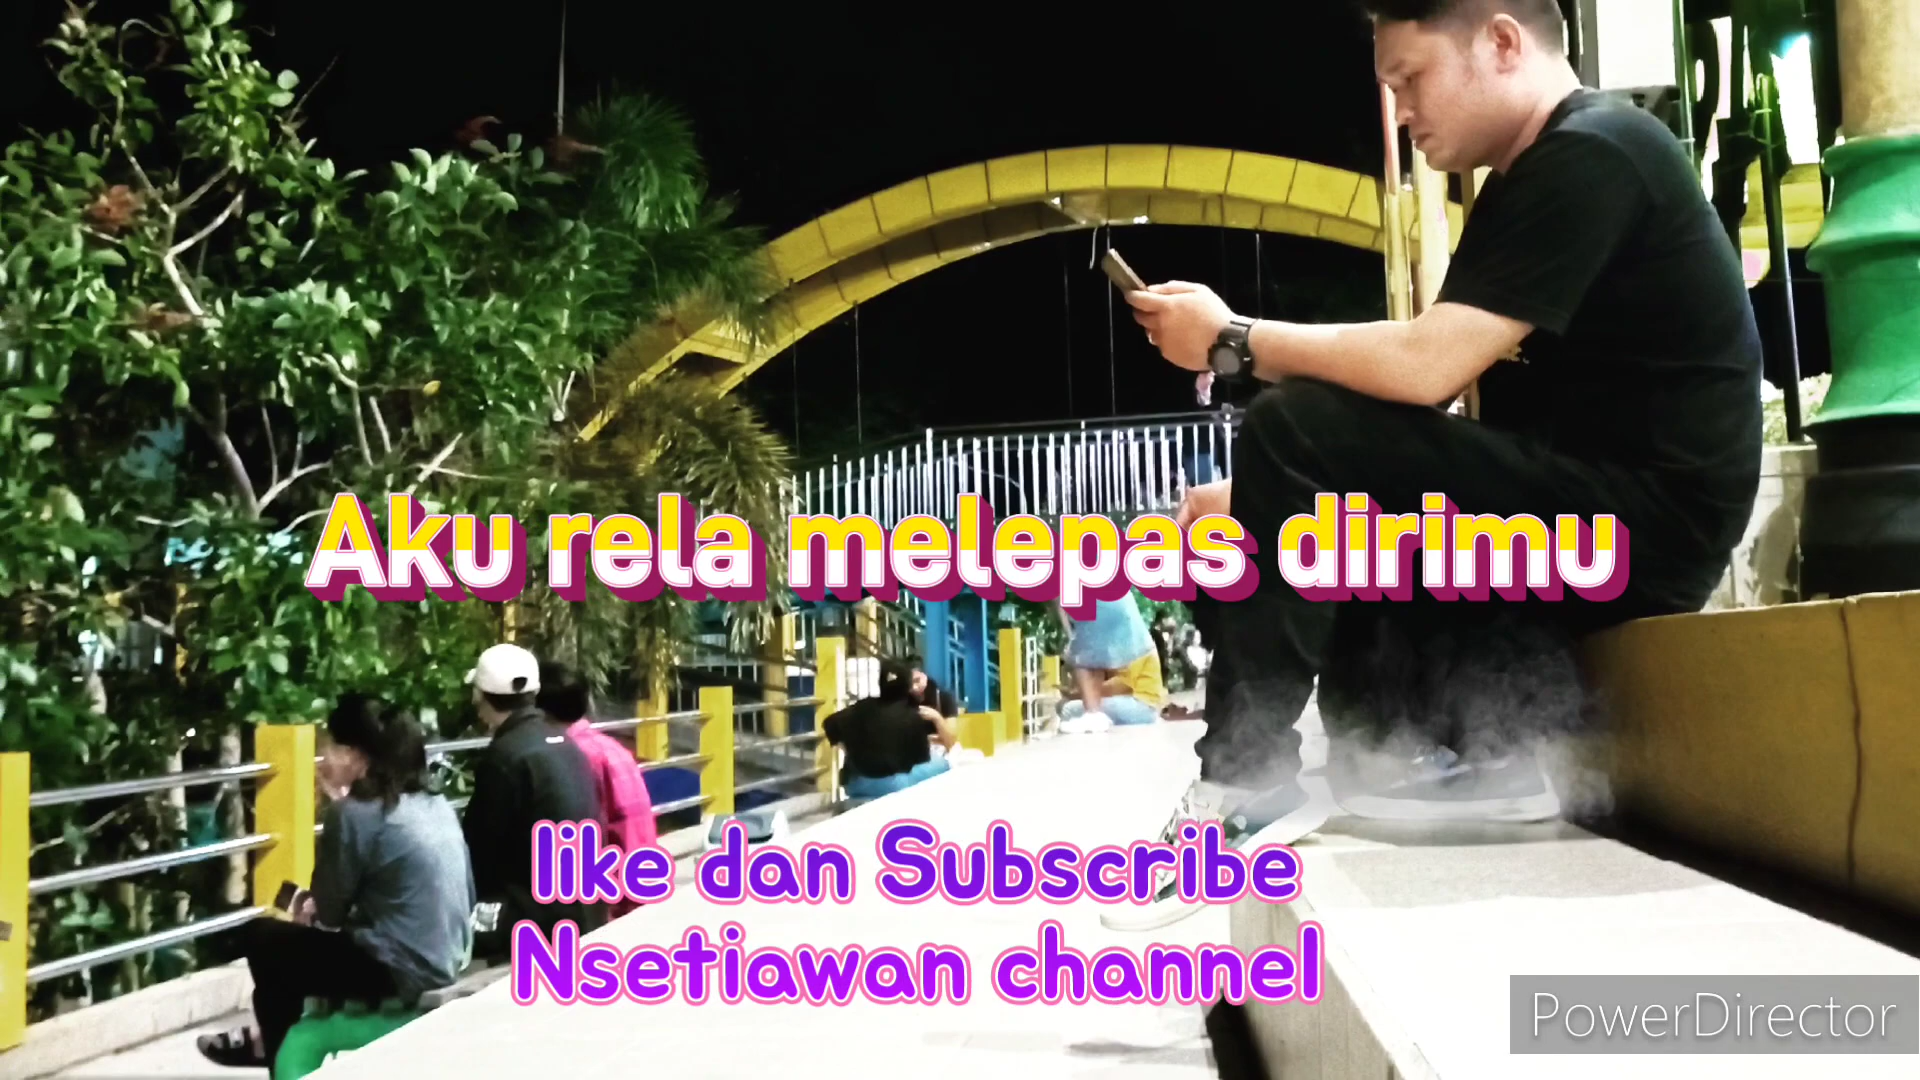 Aku rela melepas dirimu
like dan Subscribe
Nsetiawan channel
PowerDirector